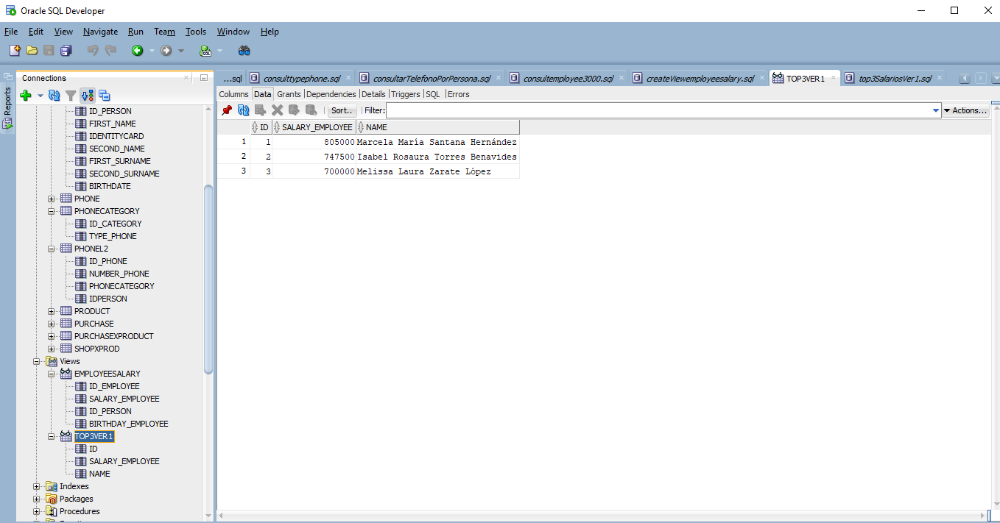 Oracle SQL Developer
File Edit View Navigate Run Team Tools Window Help
SQL
Reports
Connections
ID_PERSON
FIRST_NAME
IDENTITYCARD
SECOND_NAME
FIRST_SURNAME
SECOND_SURNAME
BIRTHDATE
PHONE
PHONECATEGORY
ID_CATEGORY
TYPE_PHONE
PHONEL2
ID_PHONE
NUMBER_PHONE
PHONECATEGORY
IDPERSON
PRODUCT
PURCHASE
PURCHASEXPRODUCT
SHOPXPROD
Views
EMPLOYEESALARY
ID_EMPLOYEE
SALARY_EMPLOYEE
ID_PERSON
BIRTHDAY_EMPLOYEE
TOP3VER1
ID
SALARY_EMPLOYEE
NAME
Indexes
Packages
Procedures
...sql consulttypephone.sql consultarTelefonoPorPersona.sql consultemployee3000.sql createViewemployeesalary.sql TOP3VER1 top3SalariosVer1.sql
Columns Data Grants Dependencies Details Triggers SQL Errors
Sort.. Filter: Actions...
ID SALARY_EMPLOYEE NAME
1 1 805000 Marcela María Santana Hernández
2 2 747500 Isabel Rosaura Torres Benavides
3 3 700000 Melissa Laura Zarate López